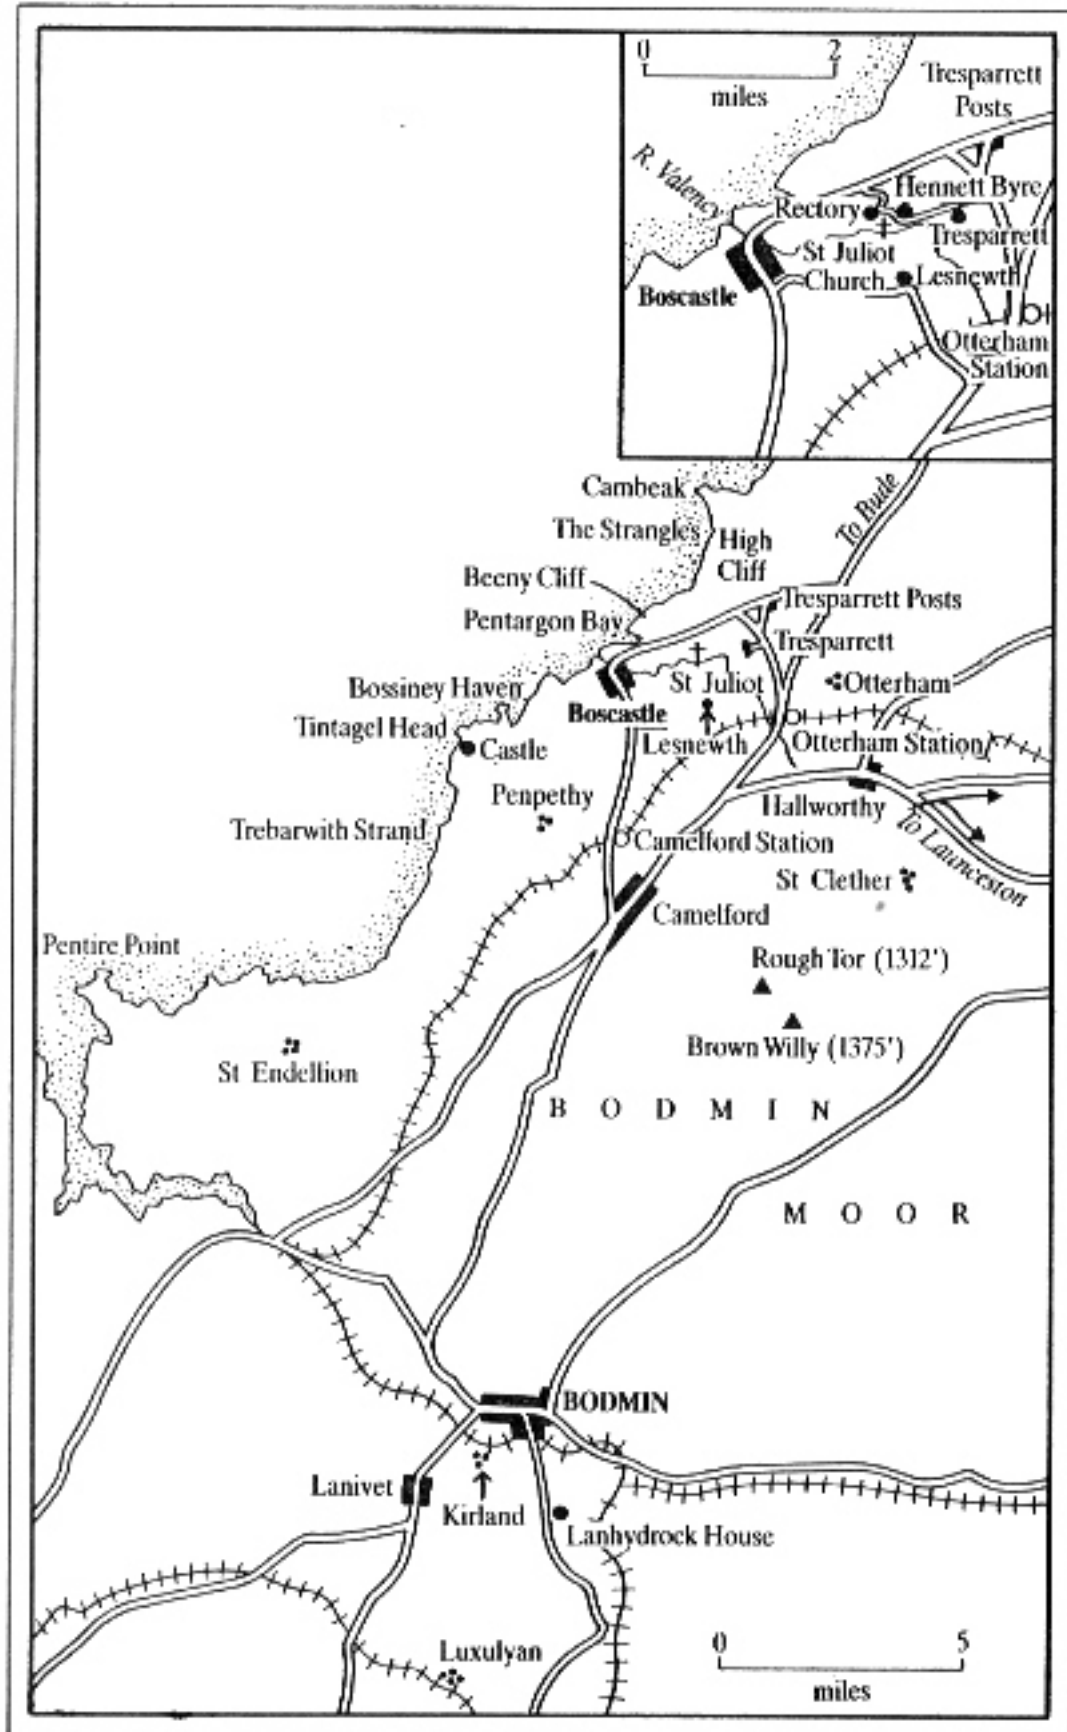 0 2
miles
Tresparrett
Posts
R. Valency
Hennett Byre
Rectory
Tresparrett
St Juliot
Church
Lesnewth
Boscastle
Otterham
Station
Cambeak
The Strangles
High
Cliff
To Bude
Beeny Cliff
Pentargon Bay
Tresparrett Posts
Tresparrett
St Juliot
Otterham
Bossiney Haven
Boscastle
Tintagel Head
Castle
Lesnewth
Otterham Station
Penpethy
Hallworthy
Trebarwith Strand
Camelford Station
To Launceston
St Clether
Camelford
Pentire Point
Rough Tor (1312')
Brown Willy (1375')
St Endellion
BODMIN
MOOR
BODMIN
Lanivet
Kirland
Lanhydrock House
Luxulyan
0 5
miles